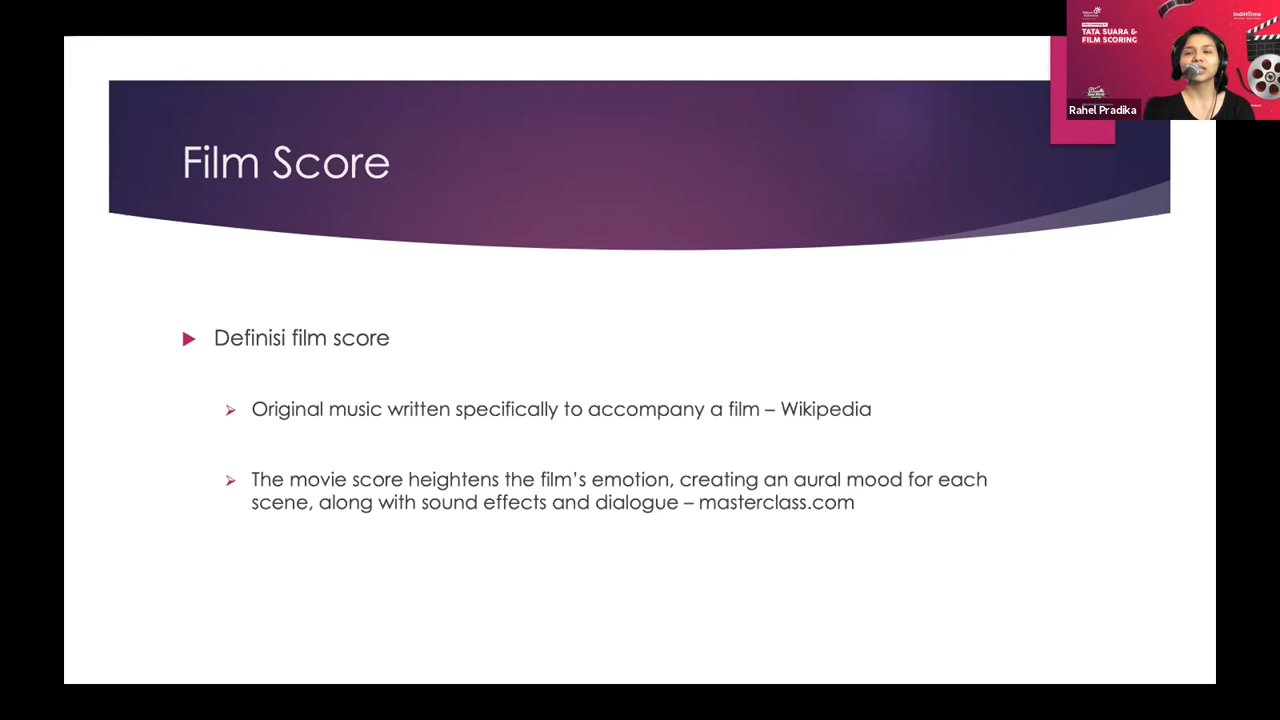 TATA SUARA &
FILM SCORING
IndiHome
Rahel Pradika
Film Score
Definisi film score
Original music written specifically to accompany a film – Wikipedia
The movie score heightens the film’s emotion, creating an aural mood for each
scene, along with sound effects and dialogue – masterclass.com